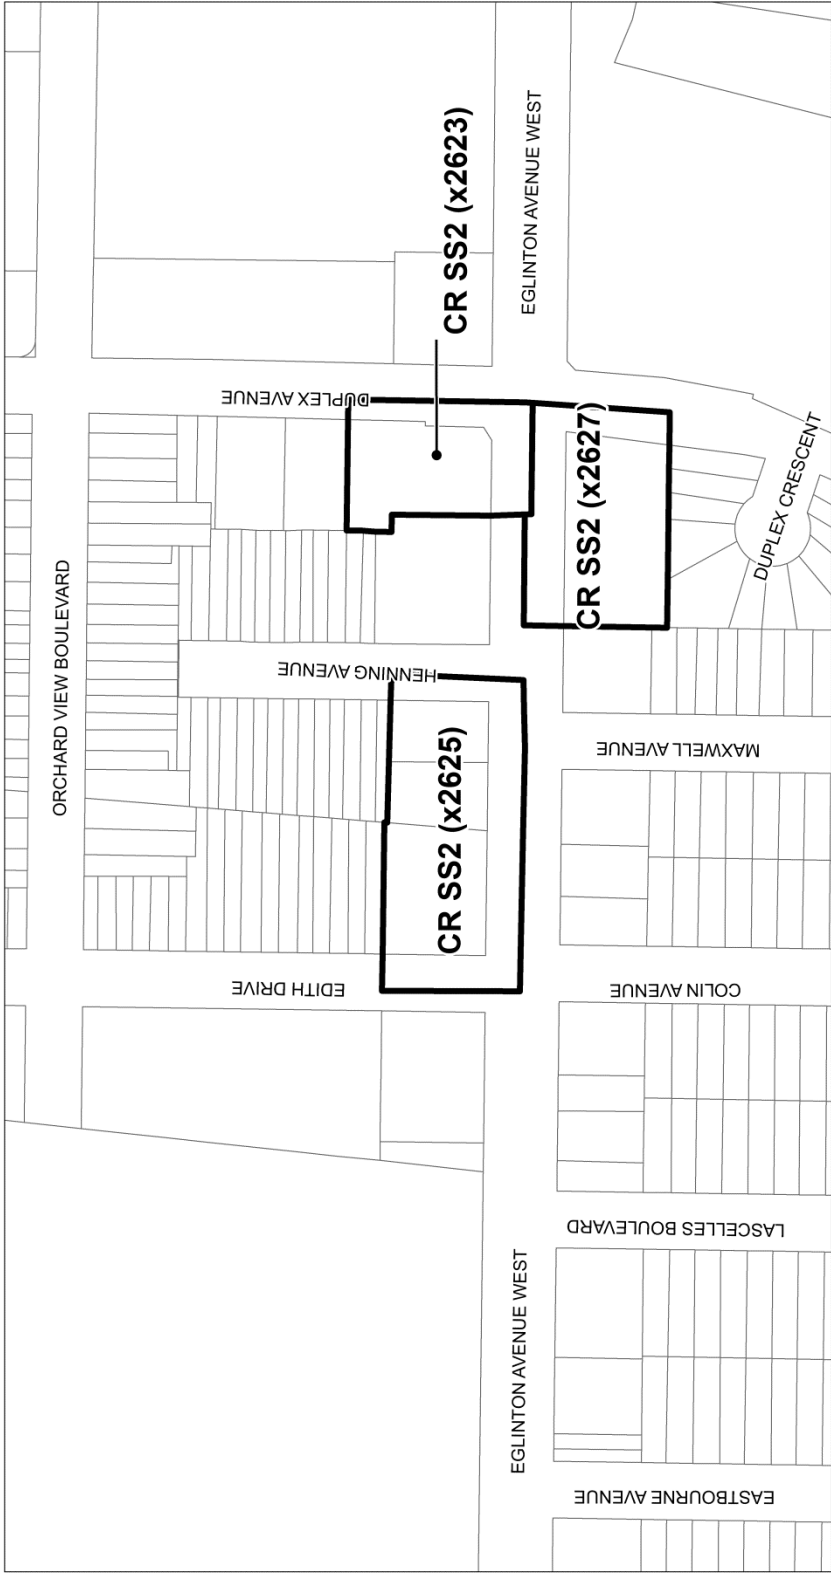 ORCHARD VIEW BOULEVARD
EDITH DRIVE
HENNING AVENUE
DUPLEX AVENUE
CR SS2 (x2625)
CR SS2 (x2623)
EGLINTON AVENUE WEST
EGLINTON AVENUE WEST
CR SS2 (x2627)
EASTBOURNE AVENUE
LASCELLES BOULEVARD
COLIN AVENUE
MAXWELL AVENUE
DUPLEX CRESCENT